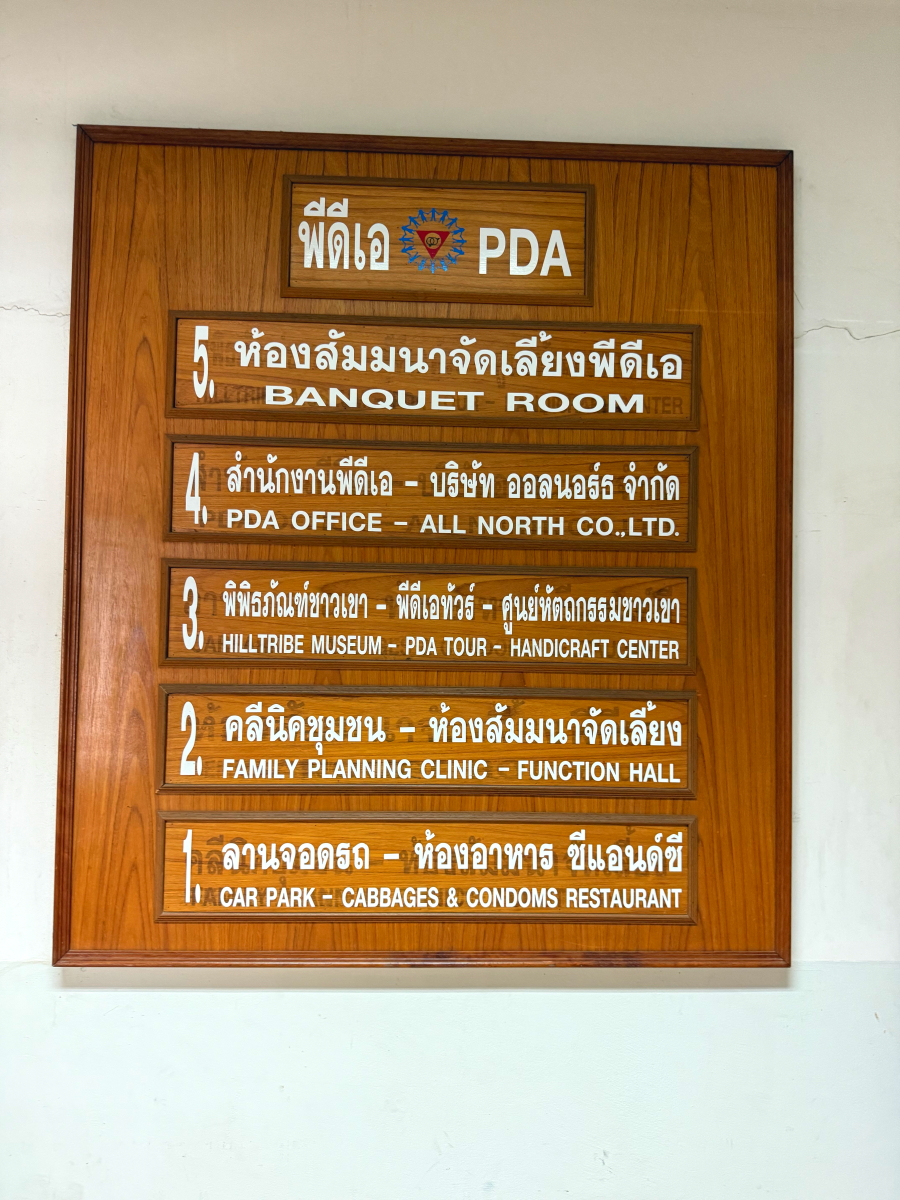 พีดีเอ PDA
5. ห้องสัมมนาจัดเลี้ยงพีดีเอ
BANQUET ROOM
4. สำนักงานพีดีเอ - บริษัท ออลนอร์ธ จำกัด
PDA OFFICE - ALL NORTH CO.,LTD.
3. พิพิธภัณฑ์ชาวเขา - พีดีเอทัวร์ - ศูนย์หัตถกรรมชาวเขา
HILLTRIBE MUSEUM - PDA TOUR - HANDICRAFT CENTER
2. คลีนิคชุมชน - ห้องสัมมนาจัดเลี้ยง
FAMILY PLANNING CLINIC - FUNCTION HALL
1. ลานจอดรถ - ห้องอาหาร ซีแอนด์ซี
CAR PARK - CABBAGES & CONDOMS RESTAURANT